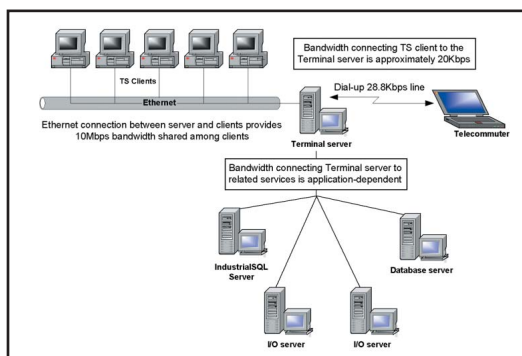 Bandwidth connecting TS client to the
Terminal server is approximately 20Kbps
TS Clients
Ethernet
Dial-up 28.8Kbps line
Ethernet connection between server and clients provides
10Mbps bandwidth shared among clients
Terminal server
Telecommuter
Bandwidth connecting Terminal server to
related services is application-dependent
IndustrialSQL
Server
Database server
I/O server
I/O server